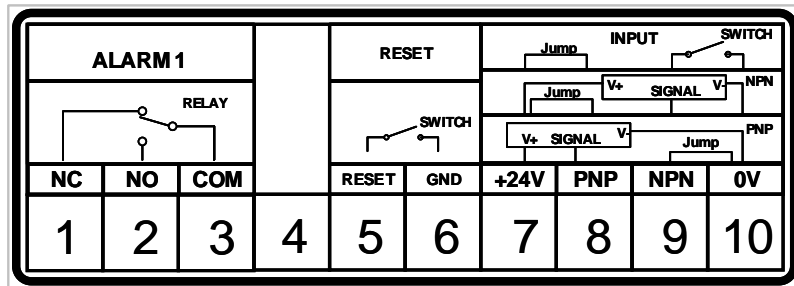 ALARM 1
RELAY
NC NO COM
1 2 3 4
RESET
SWITCH
RESET GND
5 6
INPUT
Jump SWITCH
Jump V+ SIGNAL V- NPN
V+ SIGNAL V- Jump PNP
+24V PNP NPN 0V
7 8 9 10